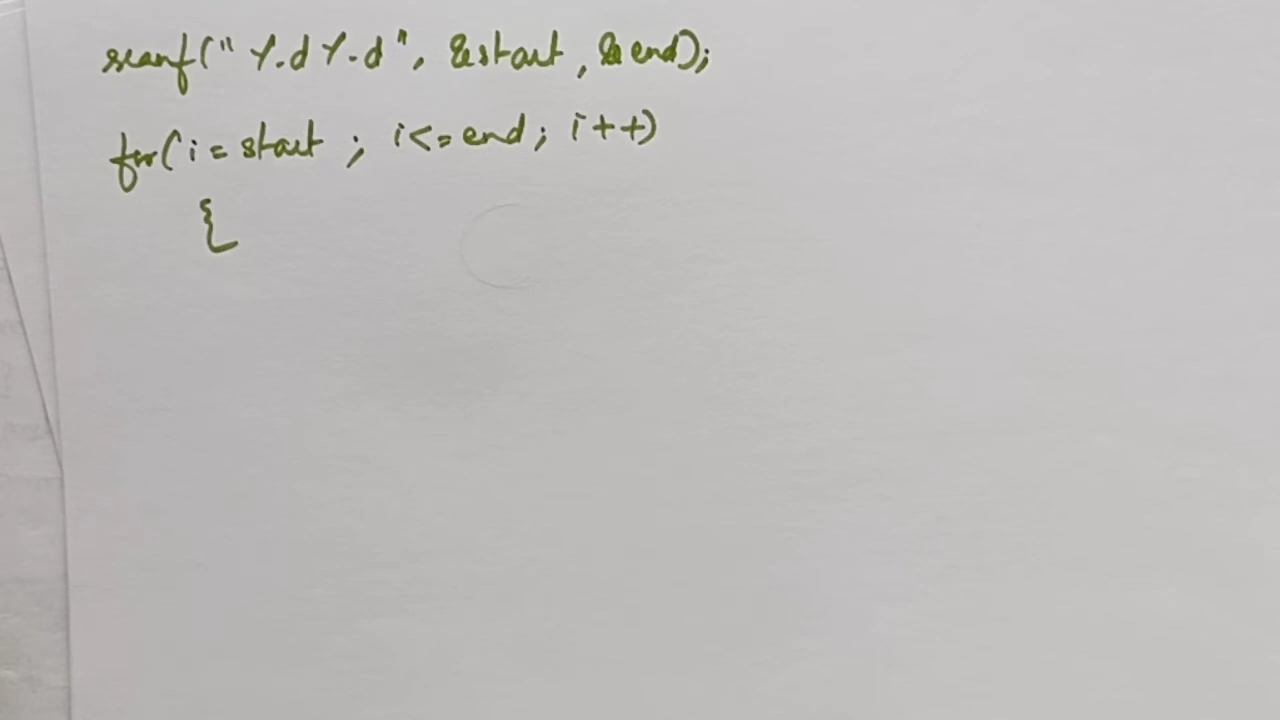 scanf("%d%d", &start, &end);
for(i=start; i<=end; i++)
{